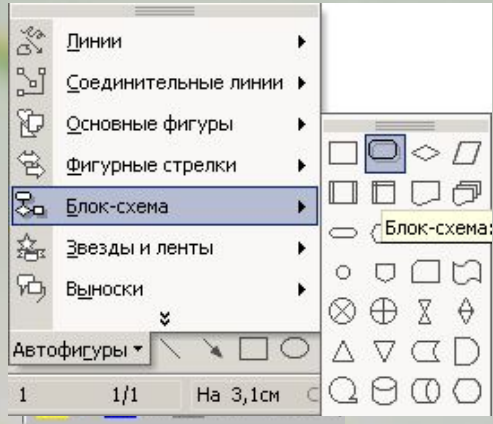 Линии
Соединительные линии
Основные фигуры
Фигурные стрелки
Блок-схема
Звезды и ленты
Выноски
Блок-схема:
Автофигуры
1 1/1 На 3,1см